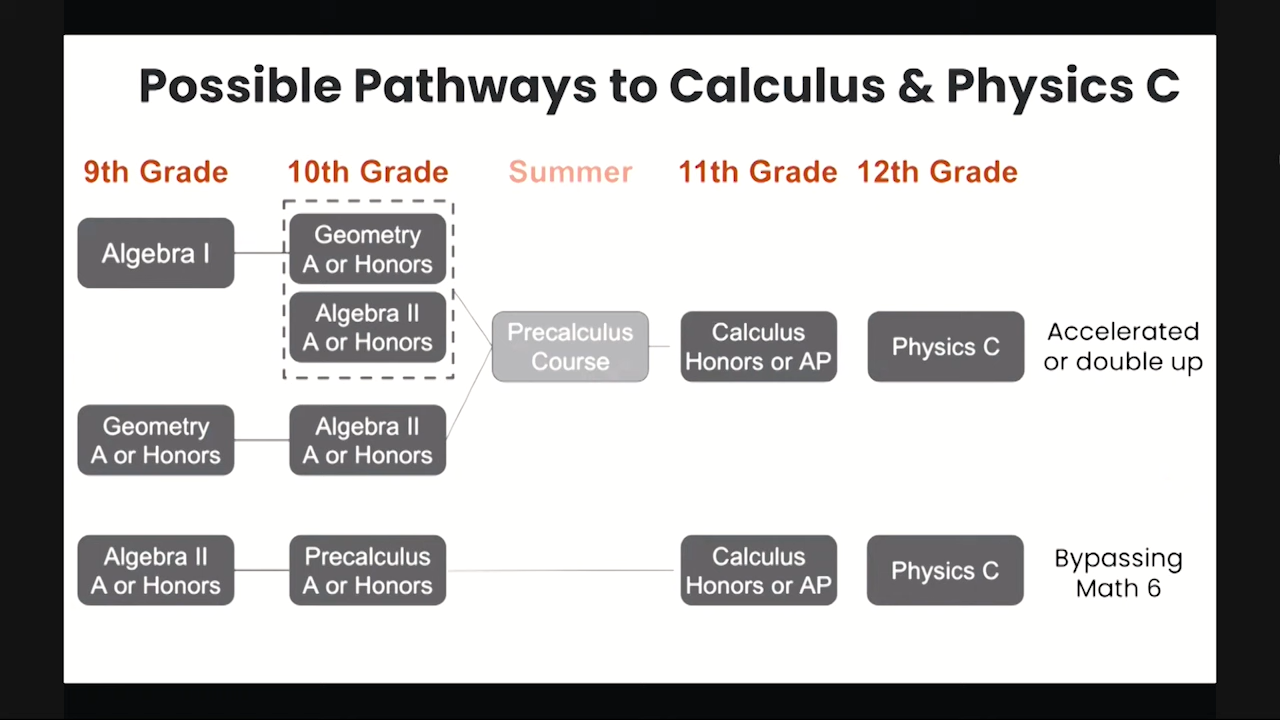 Possible Pathways to Calculus & Physics C
9th Grade
10th Grade
Summer
11th Grade
12th Grade
Algebra I
Geometry
A or Honors
Algebra II
A or Honors
Precalculus
Course
Calculus
Honors or AP
Physics C
Accelerated
or double up
Geometry
A or Honors
Algebra II
A or Honors
Algebra II
A or Honors
Precalculus
A or Honors
Calculus
Honors or AP
Physics C
Bypassing
Math 6